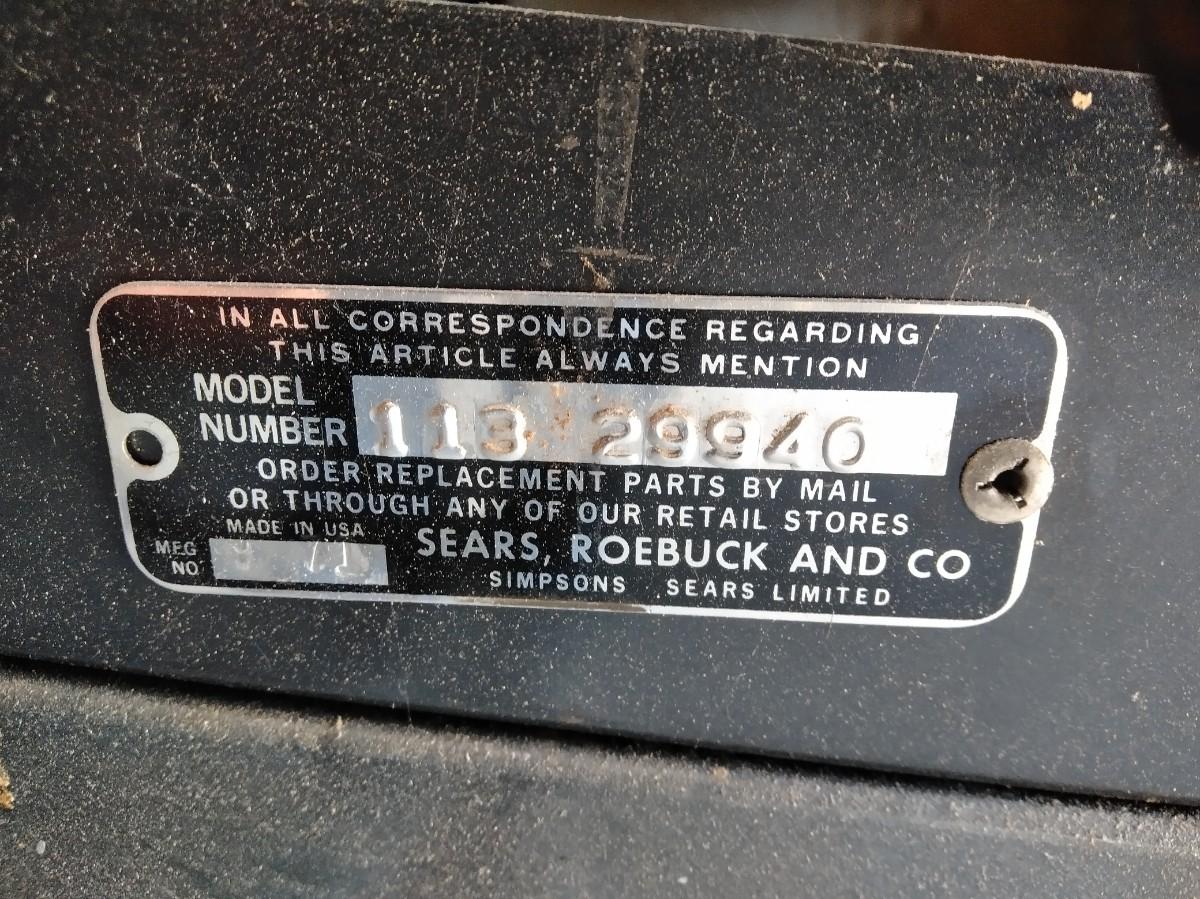 IN ALL CORRESPONDENCE REGARDING
THIS ARTICLE ALWAYS MENTION
MODEL
NUMBER 113.29940
ORDER REPLACEMENT PARTS BY MAIL
OR THROUGH ANY OF OUR RETAIL STORES
MADE IN USA
MFG
NO
SEARS, ROEBUCK AND CO
SIMPSONS SEARS LIMITED